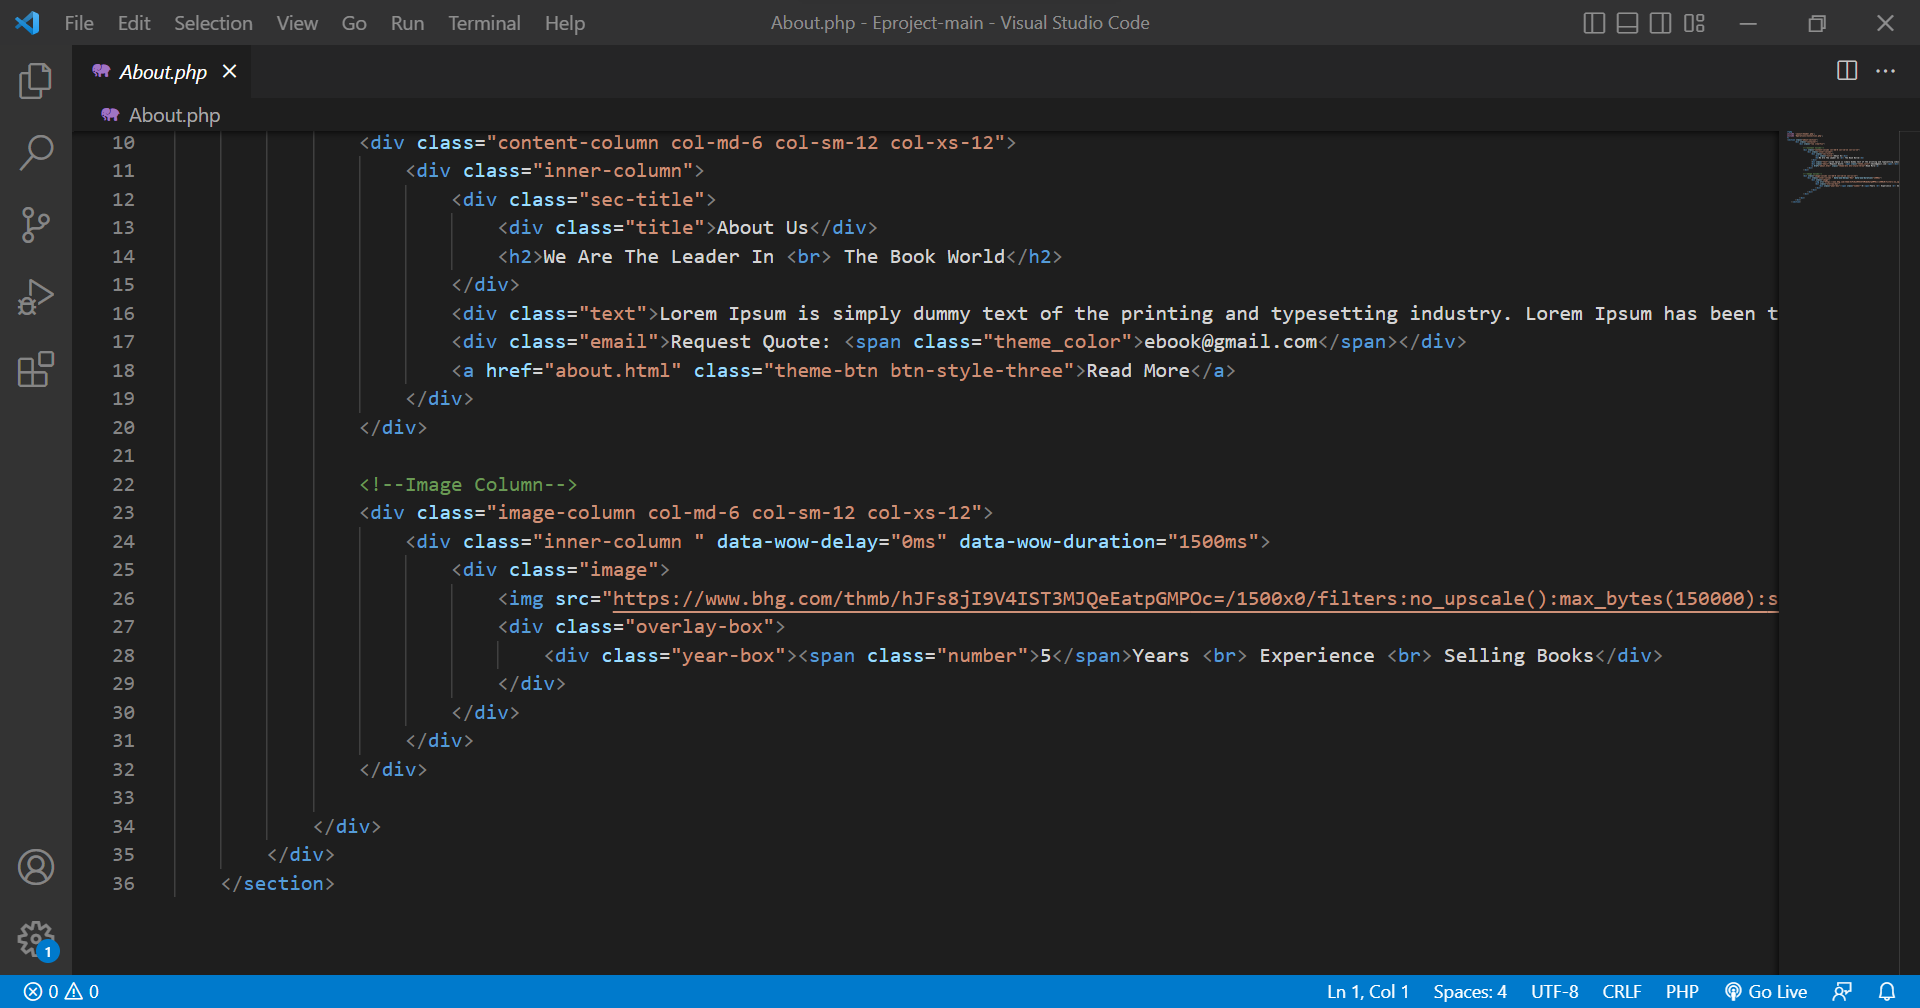 File Edit Selection View Go Run Terminal Help About.php - Eproject-main - Visual Studio Code
About.php
About.php
10 <div class="content-column col-md-6 col-sm-12 col-xs-12">
11 <div class="inner-column">
12 <div class="sec-title">
13 <div class="title">About Us</div>
14 <h2>We Are The Leader In <br> The Book World</h2>
15 </div>
16 <div class="text">Lorem Ipsum is simply dummy text of the printing and typesetting industry. Lorem Ipsum has been t
17 <div class="email">Request Quote: <span class="theme_color">ebook@gmail.com</span></div>
18 <a href="about.html" class="theme-btn btn-style-three">Read More</a>
19 </div>
20 </div>
21
22 <!--Image Column-->
23 <div class="image-column col-md-6 col-sm-12 col-xs-12">
24 <div class="inner-column " data-wow-delay="0ms" data-wow-duration="1500ms">
25 <div class="image">
26 <img src="https://www.bhg.com/thmb/hJFs8jI9V4IST3MJQeEatpGMPOc=/1500x0/filters:no_upscale():max_bytes(150000):s
27 <div class="overlay-box">
28 <div class="year-box"><span class="number">5</span>Years <br> Experience <br> Selling Books</div>
29 </div>
30 </div>
31 </div>
32 </div>
33
34 </div>
35 </div>
36 </section>
1
0 0 Ln 1, Col 1 Spaces: 4 UTF-8 CRLF PHP Go Live